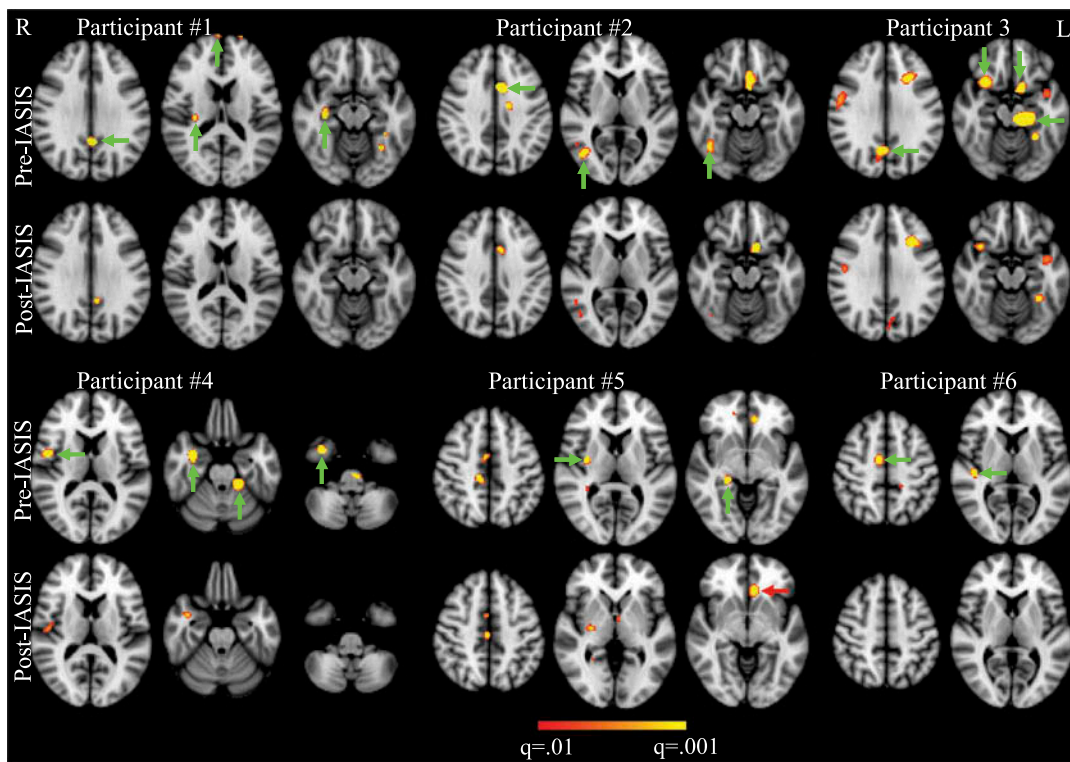 R Participant #1 Participant #2 Participant 3 L
Pre-IASIS
Post-IASIS
Participant #4 Participant #5 Participant #6
Pre-IASIS
Post-IASIS
q=.01 q=.001